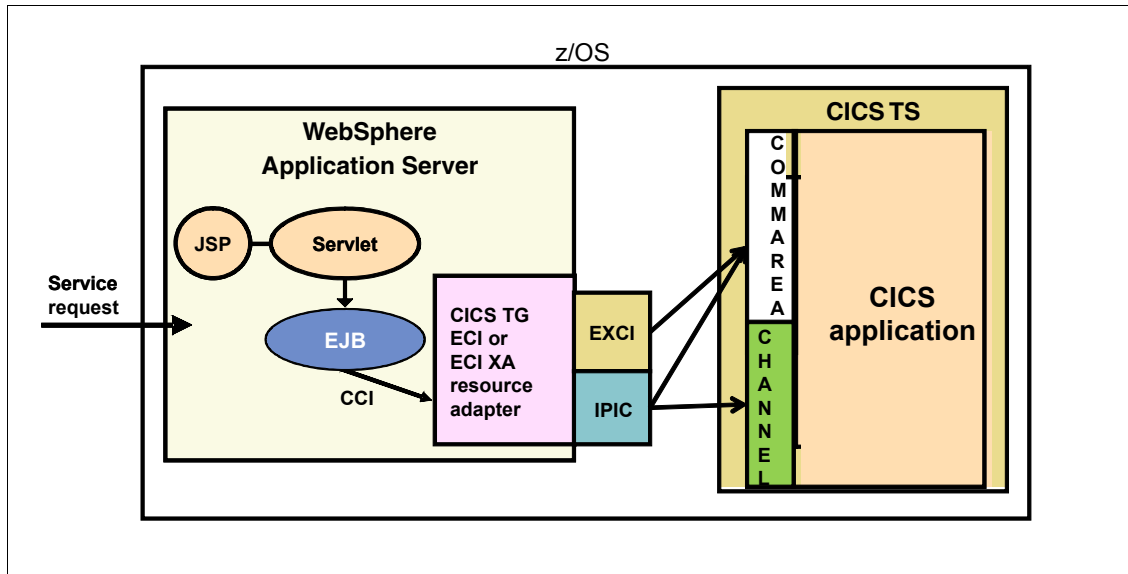 z/OS
WebSphere
Application Server
JSP
Servlet
Service
request
EJB
CCI
CICS TG
ECI or
ECI XA
resource
adapter
EXCI
IPIC
CICS TS
C
O
M
M
A
R
E
A
C
H
A
N
N
E
L
CICS
application